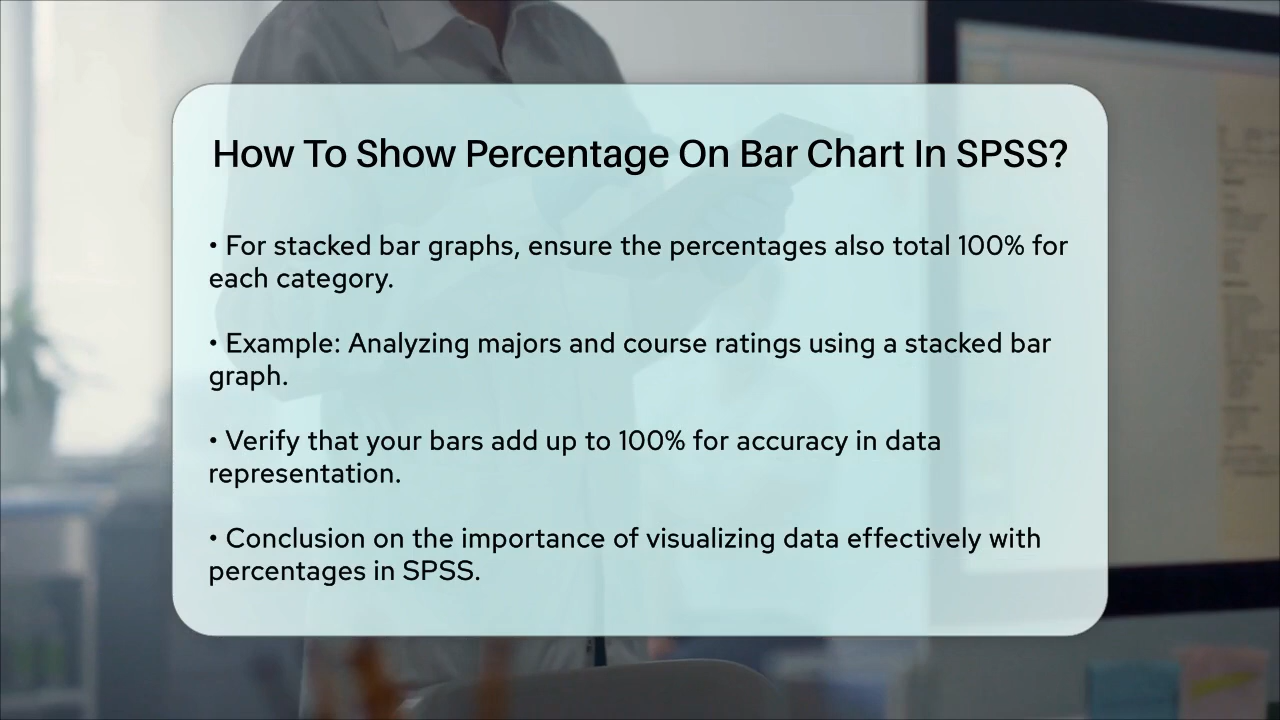 How To Show Percentage On Bar Chart In SPSS?
• For stacked bar graphs, ensure the percentages also total 100% for
each category.
• Example: Analyzing majors and course ratings using a stacked bar
graph.
• Verify that your bars add up to 100% for accuracy in data
representation.
• Conclusion on the importance of visualizing data effectively with
percentages in SPSS.